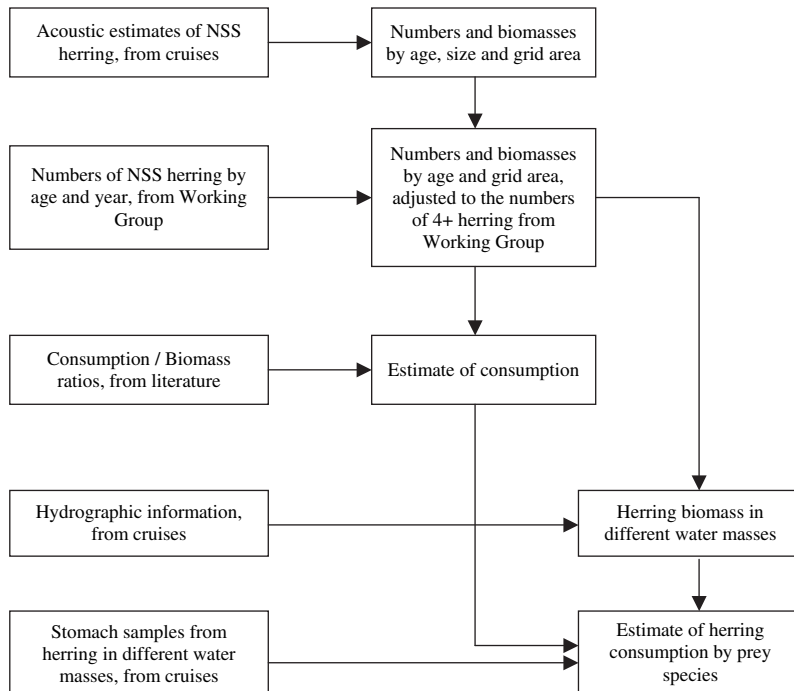 Acoustic estimates of NSS
herring, from cruises
Numbers and biomasses
by age, size and grid area
Numbers of NSS herring by
age and year, from Working
Group
Numbers and biomasses
by age and grid area,
adjusted to the numbers
of 4+ herring from
Working Group
Consumption / Biomass
ratios, from literature
Estimate of consumption
Hydrographic information,
from cruises
Herring biomass in
different water masses
Stomach samples from
herring in different water
masses, from cruises
Estimate of herring
consumption by prey
species